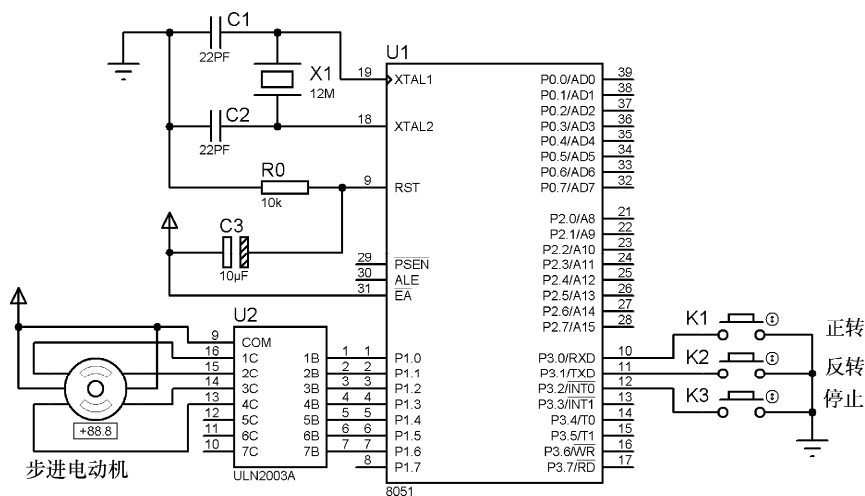 C1
22PF
X1
12M
C2
22PF
R0
10k
C3
10μF
U1
19 XTAL1
18 XTAL2
9 RST
29 PSEN
30 ALE
31 EA
1 P1.0
2 P1.1
3 P1.2
4 P1.3
5 P1.4
6 P1.5
7 P1.6
8 P1.7
P0.0/AD0 39
P0.1/AD1 38
P0.2/AD2 37
P0.3/AD3 36
P0.4/AD4 35
P0.5/AD5 34
P0.6/AD6 33
P0.7/AD7 32
P2.0/A8 21
P2.1/A9 22
P2.2/A10 23
P2.3/A11 24
P2.4/A12 25
P2.5/A13 26
P2.6/A14 27
P2.7/A15 28
P3.0/RXD 10
P3.1/TXD 11
P3.2/INT0 12
P3.3/INT1 13
P3.4/T0 14
P3.5/T1 15
P3.6/WR 16
P3.7/RD 17
8051
U2
9 COM
16 1C 1B 1
15 2C 2B 2
14 3C 3B 3
13 4C 4B 4
12 5C 5B 5
11 6C 6B 6
10 7C 7B 7
ULN2003A
+88.8
步进电动机
K1 正转
K2 反转
K3 停止